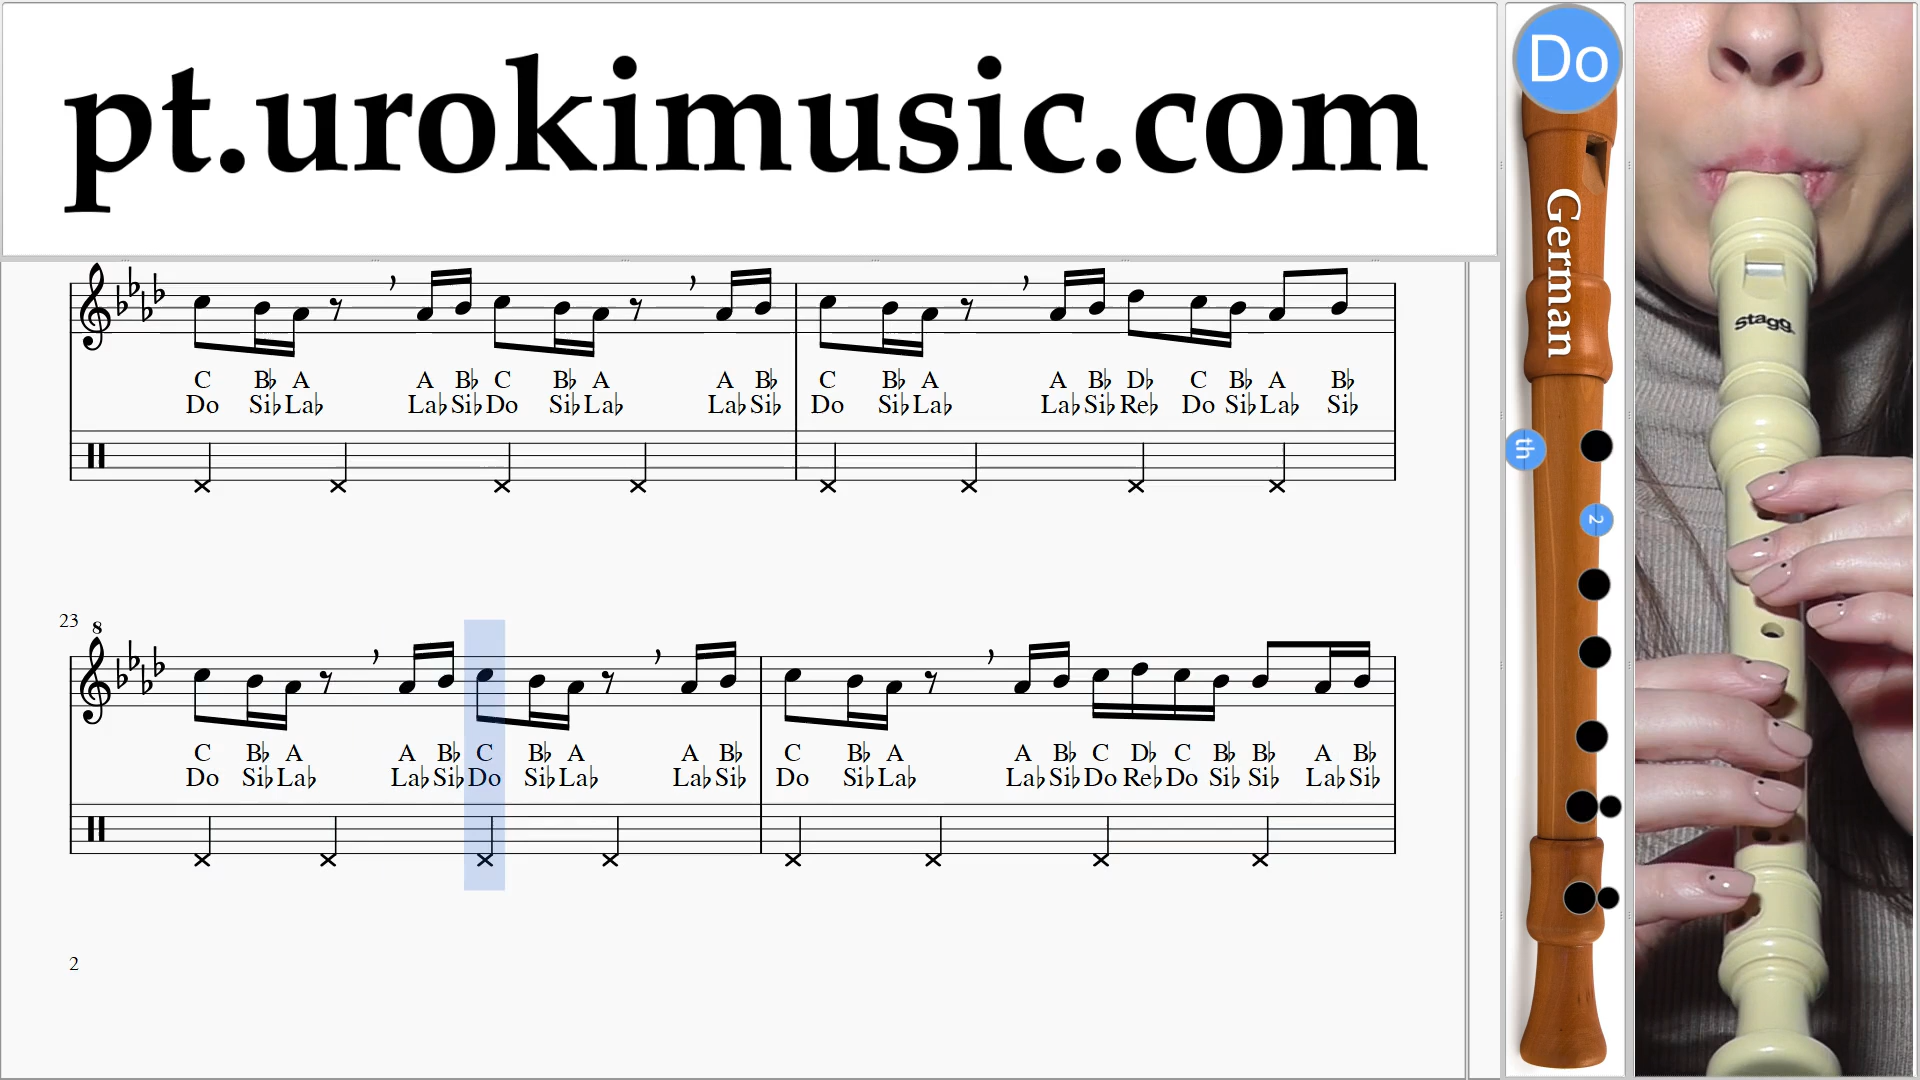 pt.urokimusic.com
C B♭ A A B♭ C B♭ A A B♭ C B♭ A A B♭ D♭ C B♭ A B♭
Do Si♭ La♭ La♭ Si♭ Do Si♭ La♭ La♭ Si♭ Do Si♭ La♭ La♭ Si♭ Re♭ Do Si♭ La♭ Si♭
23
8
C B♭ A A B♭ C B♭ A A B♭ C B♭ A A B♭ C D♭ C B♭ B♭ A B♭
Do Si♭ La♭ La♭ Si♭ Do Si♭ La♭ La♭ Si♭ Do Si♭ La♭ La♭ Si♭ Do Re♭ Do Si♭ Si♭ La♭ Si♭
2
Do
German
th
2
Stagg